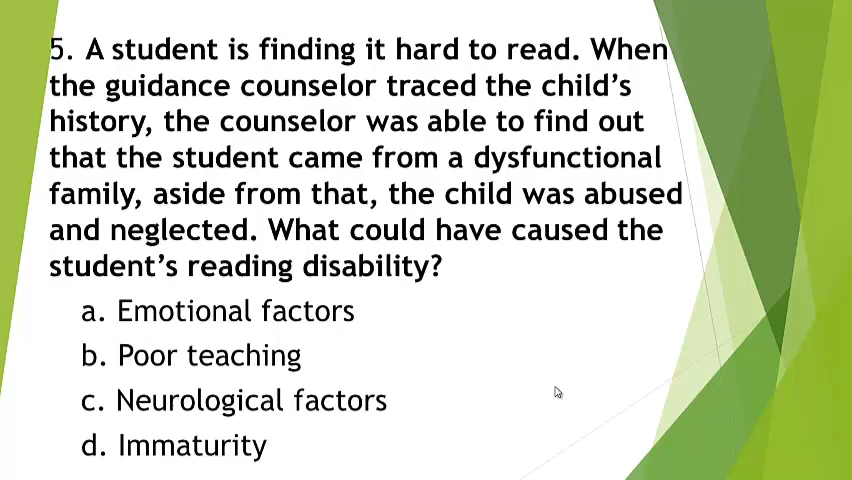 5. A student is finding it hard to read. When
the guidance counselor traced the child's
history, the counselor was able to find out
that the student came from a dysfunctional
family, aside from that, the child was abused
and neglected. What could have caused the
student's reading disability?
a. Emotional factors
b. Poor teaching
c. Neurological factors
d. Immaturity